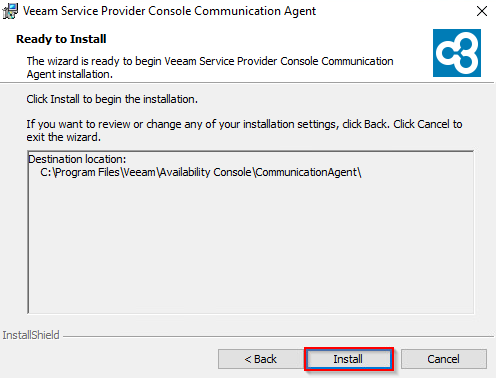 Veeam Service Provider Console Communication Agent
Ready to Install
The wizard is ready to begin Veeam Service Provider Console Communication
Agent installation.
Click Install to begin the installation.
If you want to review or change any of your installation settings, click Back. Click Cancel to
exit the wizard.
Destination location:
C:\Program Files\Veeam\Availability Console\CommunicationAgent\
InstallShield
< Back
Install
Cancel